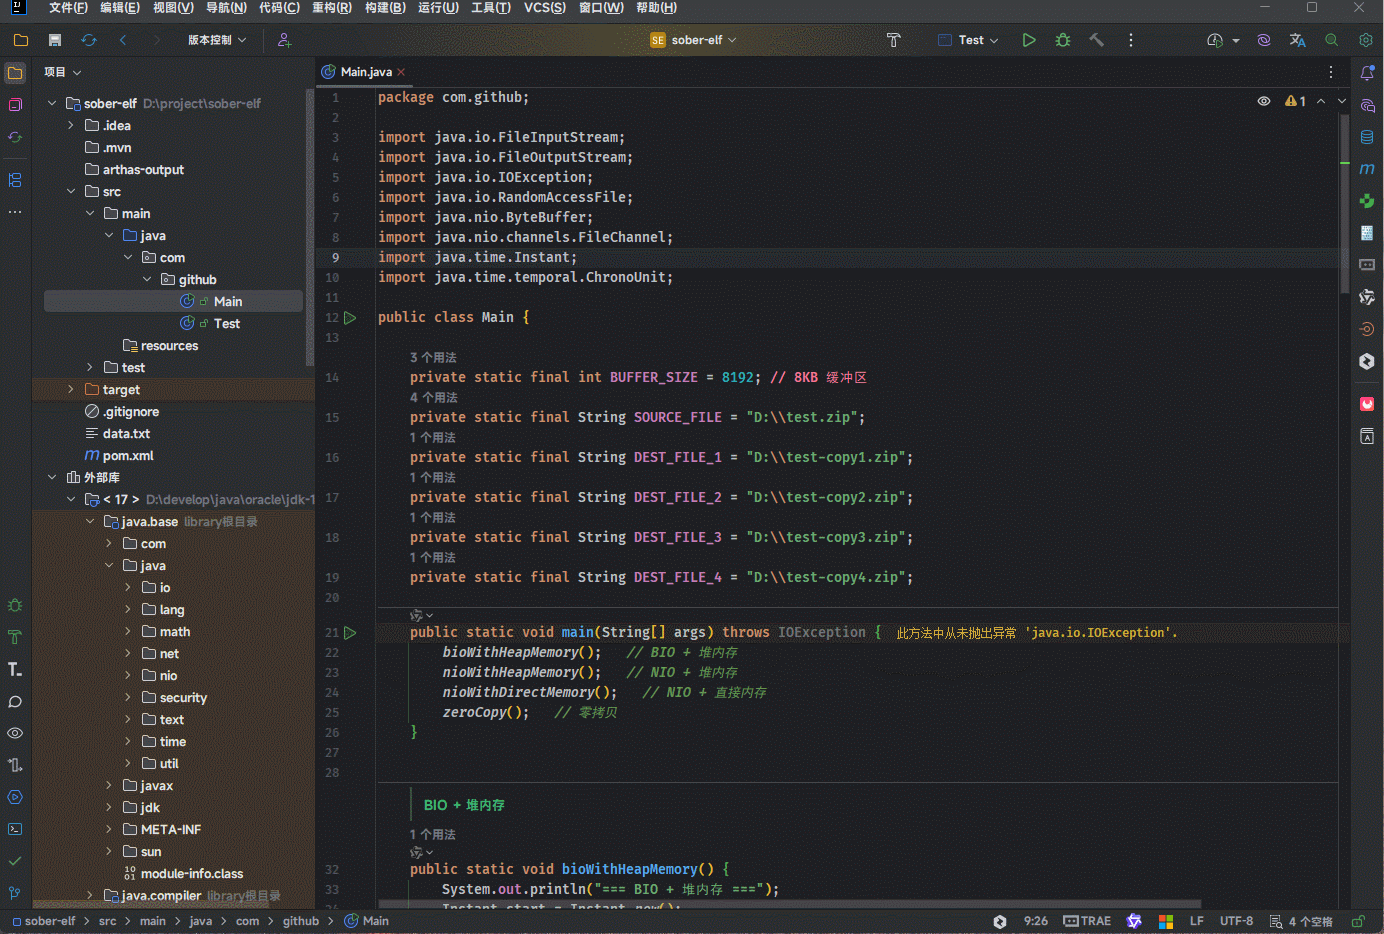 文件(F) 编辑(E) 视图(V) 导航(N) 代码(C) 重构(R) 构建(B) 运行(U) 工具(T) VCS(S) 窗口(W) 帮助(H)
版本控制 SE sober-elf Test
项目
Main.java
sober-elf D:\project\sober-elf
.idea
.mvn
arthas-output
src
main
java
com
github
Main
Test
resources
test
target
.gitignore
data.txt
pom.xml
外部库
< 17 > D:\develop\java\oracle\jdk-1
java.base library根目录
com
java
io
lang
math
net
nio
security
text
time
util
javax
jdk
META-INF
sun
module-info.class
java.compiler library根目录
1
1 package com.github;
2
3 import java.io.FileInputStream;
4 import java.io.FileOutputStream;
5 import java.io.IOException;
6 import java.io.RandomAccessFile;
7 import java.nio.ByteBuffer;
8 import java.nio.channels.FileChannel;
9 import java.time.Instant;
10 import java.time.temporal.ChronoUnit;
11
12 public class Main {
13
3 个用法
14 private static final int BUFFER_SIZE = 8192; // 8KB 缓冲区
4 个用法
15 private static final String SOURCE_FILE = "D:\\test.zip";
1 个用法
16 private static final String DEST_FILE_1 = "D:\\test-copy1.zip";
1 个用法
17 private static final String DEST_FILE_2 = "D:\\test-copy2.zip";
1 个用法
18 private static final String DEST_FILE_3 = "D:\\test-copy3.zip";
1 个用法
19 private static final String DEST_FILE_4 = "D:\\test-copy4.zip";
20
21 public static void main(String[] args) throws IOException { 此方法中从未抛出异常 'java.io.IOException'.
22 bioWithHeapMemory(); // BIO + 堆内存
23 nioWithHeapMemory(); // NIO + 堆内存
24 nioWithDirectMemory(); // NIO + 直接内存
25 zeroCopy(); // 零拷贝
26 }
27
28
BIO + 堆内存
1 个用法
32 public static void bioWithHeapMemory() {
33 System.out.println("=== BIO + 堆内存 ===");
34 Instant start = Instant.now();
sober-elf > src > main > java > com > github > Main
9:26 TRAE LF UTF-8 4 个空格